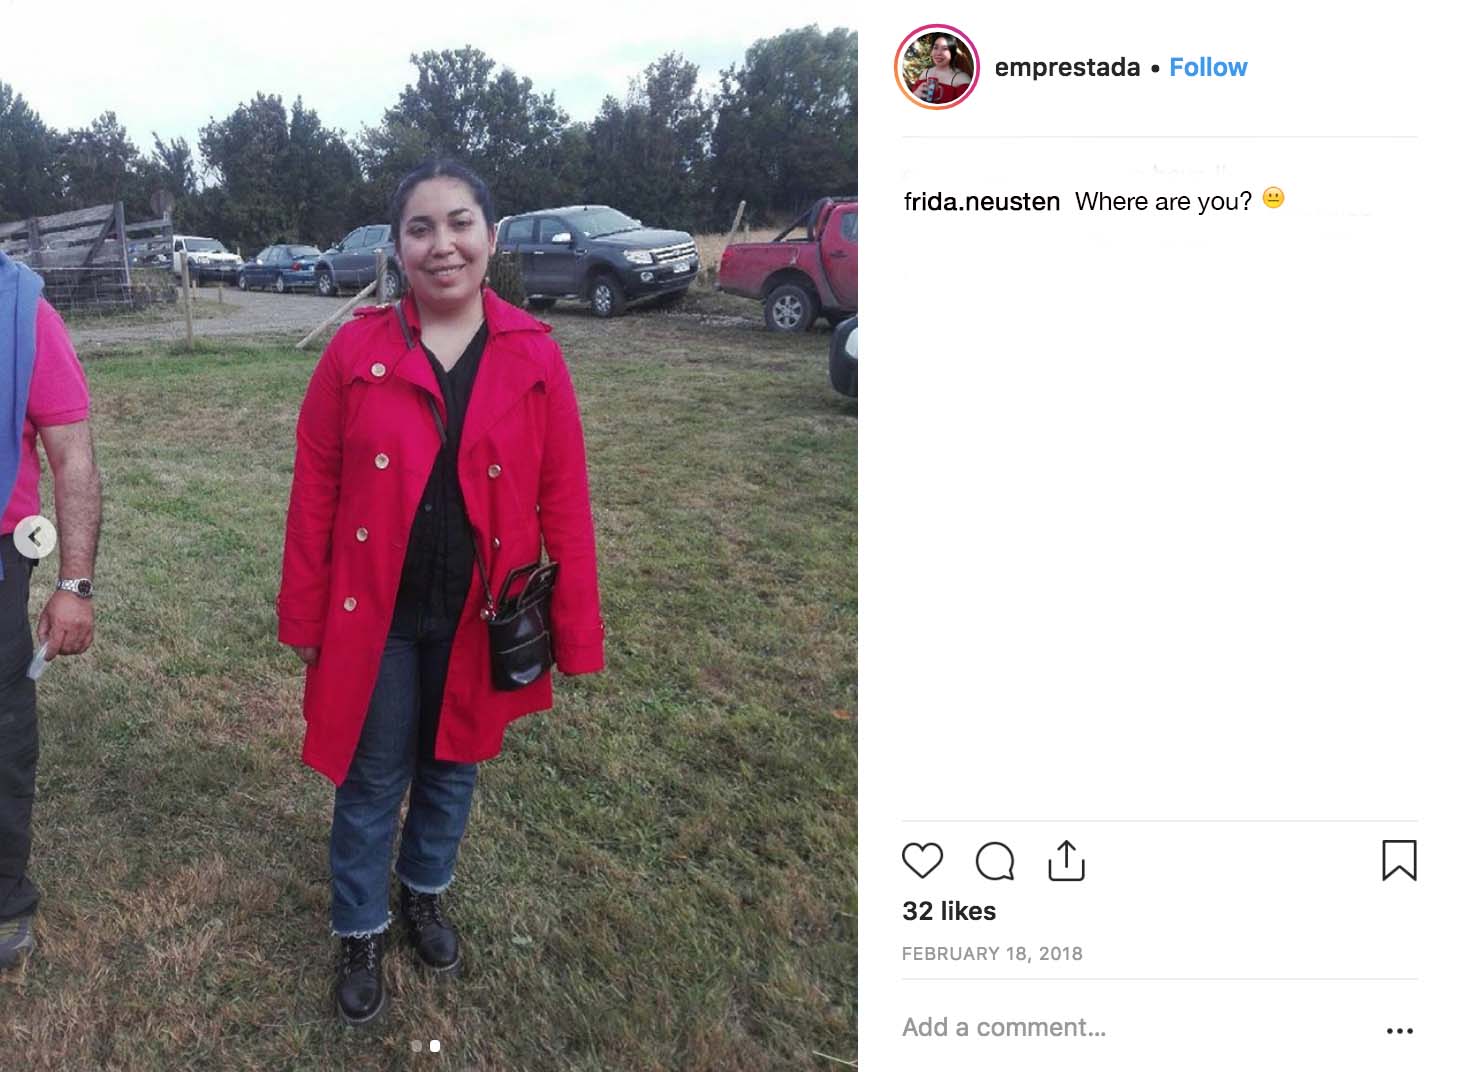 emprestada • Follow
frida.neusten Where are you? 😐
32 likes
FEBRUARY 18, 2018
Add a comment...